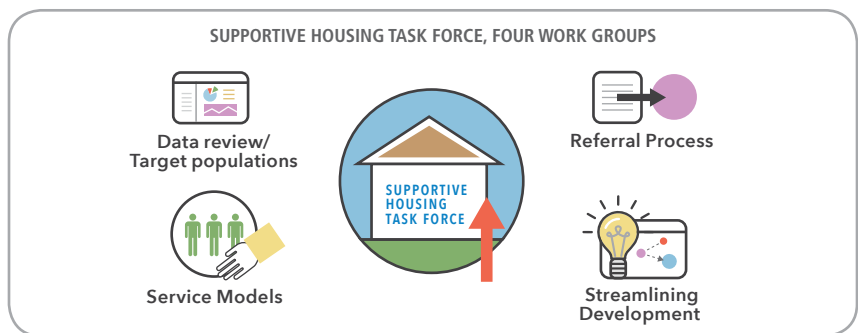 SUPPORTIVE HOUSING TASK FORCE, FOUR WORK GROUPS
Data review/
Target populations
Service Models
SUPPORTIVE
HOUSING
TASK FORCE
Referral Process
Streamlining
Development